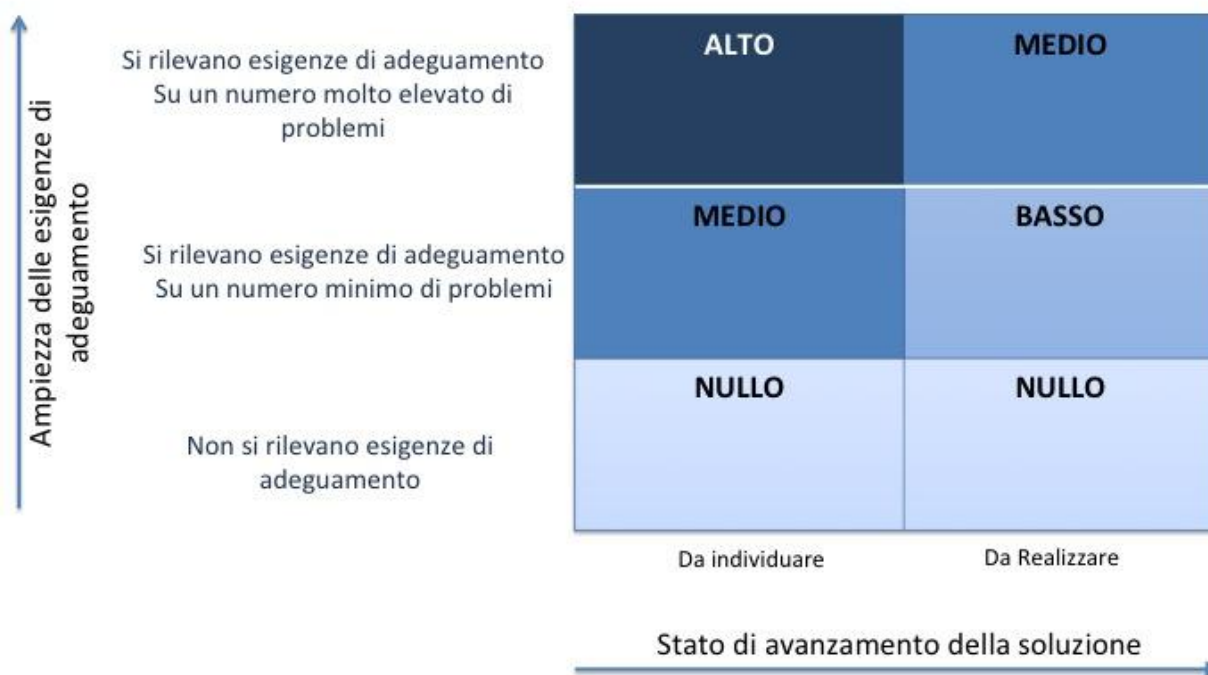 Ampiezza delle esigenze di
adeguamento
Si rilevano esigenze di adeguamento
Su un numero molto elevato di
problemi
ALTO
MEDIO
Si rilevano esigenze di adeguamento
Su un numero minimo di problemi
MEDIO
BASSO
Non si rilevano esigenze di
adeguamento
NULLO
NULLO
Da individuare
Da Realizzare
Stato di avanzamento della soluzione